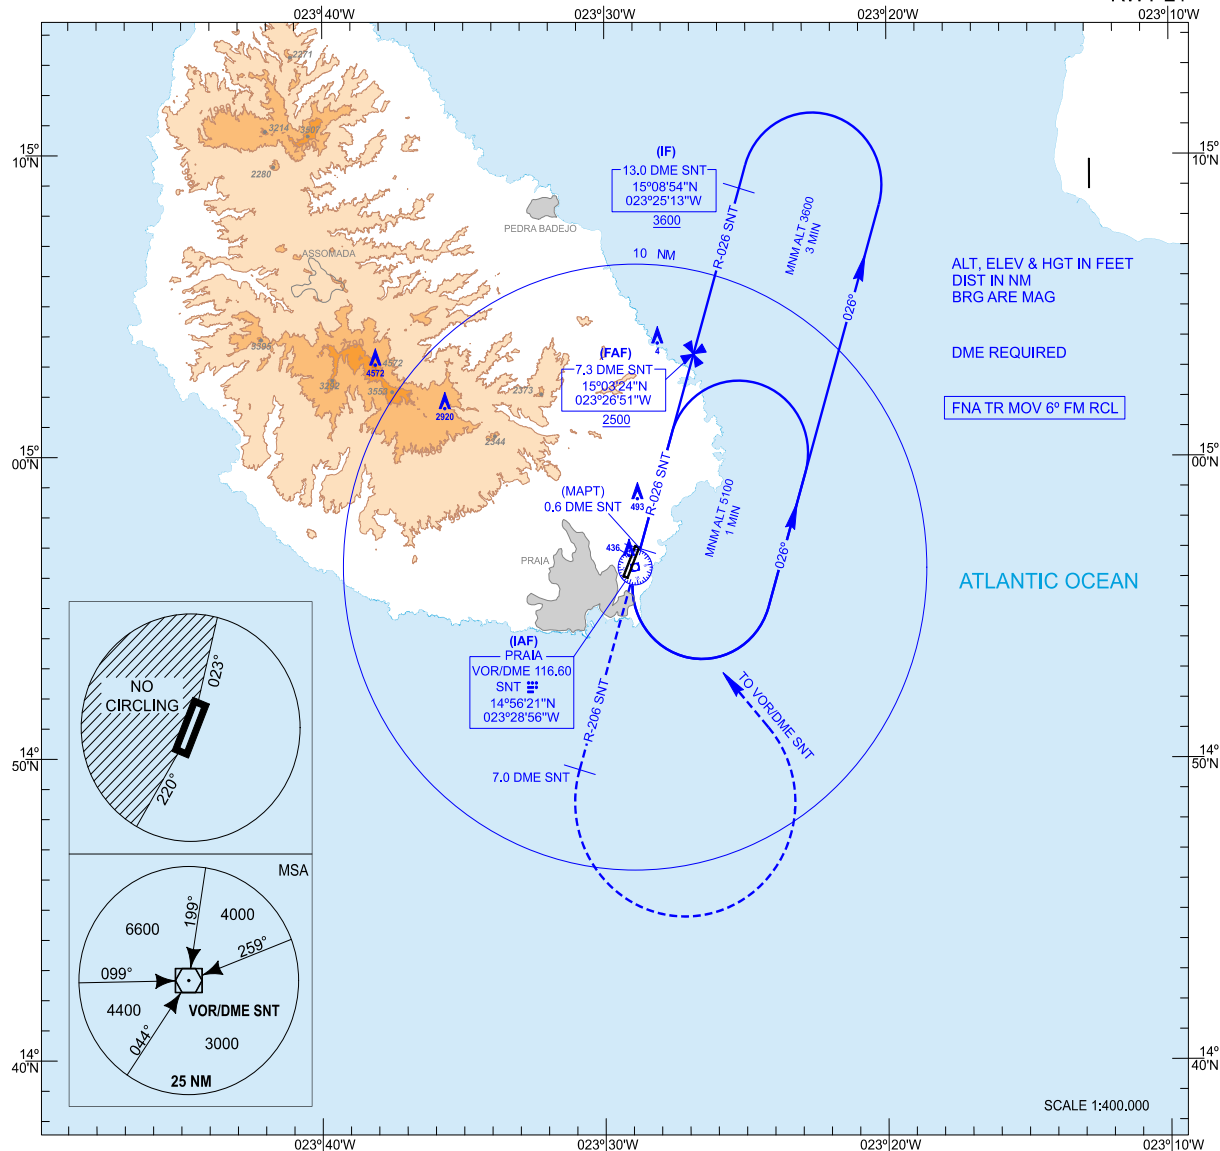 023°40'W
023°30'W
023°20'W
023°10'W
15°
10'N
15°
10'N
2271
3214
3507
2280
PEDRA BADEJO
ASSOMADA
(IF)
13.0 DME SNT
15°08'54"N
023°25'13"W
3600
10 NM
R-026 SNT
MNM ALT 3600
3 MIN
026°
ALT, ELEV & HGT IN FEET
DIST IN NM
BRG ARE MAG
DME REQUIRED
FNA TR MOV 6° FM RCL
4572
4572
3553
2920
2373
2344
4
(FAF)
7.3 DME SNT
15°03'24"N
023°26'51"W
2500
15°
00'N
15°
00'N
R-026 SNT
MNM ALT 5100
1 MIN
026°
(MAPT)
0.6 DME SNT
493
436
PRAIA
ATLANTIC OCEAN
(IAF)
PRAIA
VOR/DME 116.60
SNT
14°56'21"N
023°28'56"W
R-206 SNT
7.0 DME SNT
TO VOR/DME SNT
14°
50'N
14°
50'N
NO
CIRCLING
023°
220°
MSA
6600
199°
4000
259°
099°
4400
VOR/DME SNT
044°
3000
25 NM
14°
40'N
14°
40'N
SCALE 1:400.000
023°40'W
023°30'W
023°20'W
023°10'W